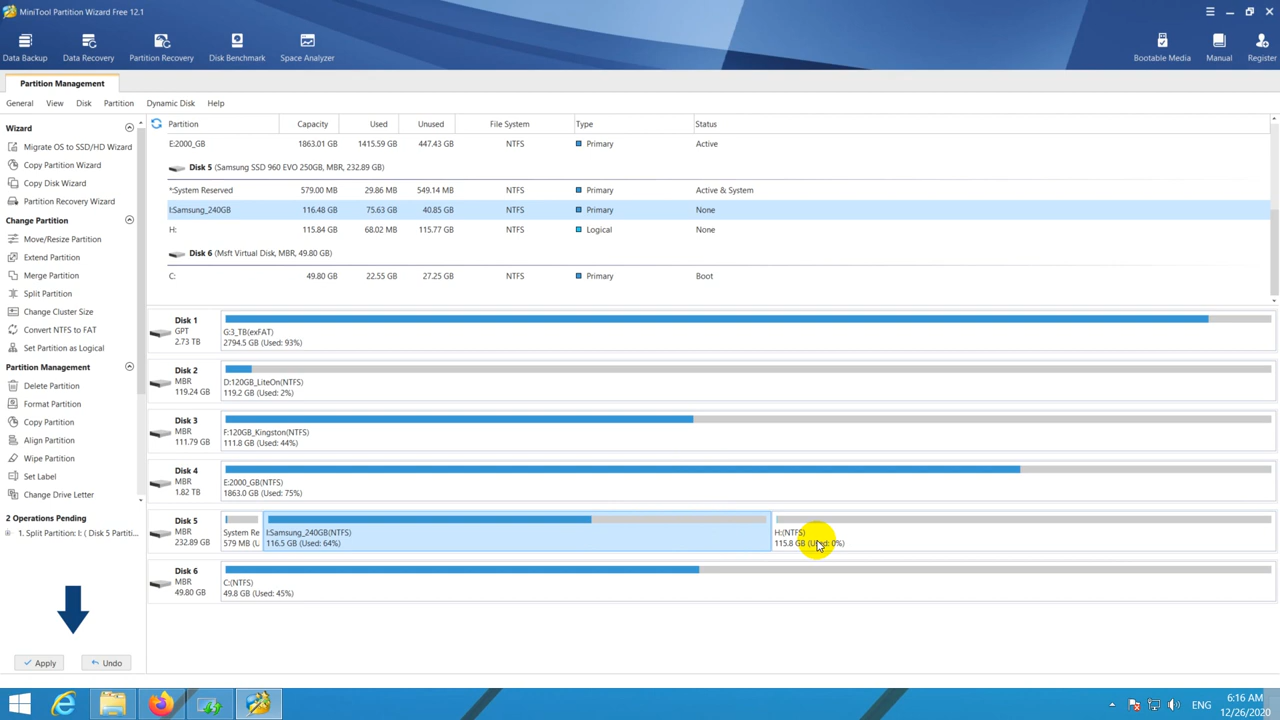 MiniTool Partition Wizard Free 12.1
Data Backup
Data Recovery
Partition Recovery
Disk Benchmark
Space Analyzer
Bootable Media
Manual
Register
Partition Management
General View Disk Partition Dynamic Disk Help
Wizard
Migrate OS to SSD/HD Wizard
Copy Partition Wizard
Copy Disk Wizard
Partition Recovery Wizard
Change Partition
Move/Resize Partition
Extend Partition
Merge Partition
Split Partition
Change Cluster Size
Convert NTFS to FAT
Set Partition as Logical
Partition Management
Delete Partition
Format Partition
Copy Partition
Align Partition
Wipe Partition
Set Label
Change Drive Letter
2 Operations Pending
1. Split Partition: I: ( Disk 5 Partiti...
Apply
Undo
Partition Capacity Used Unused File System Type Status
E:2000_GB 1863.01 GB 1415.59 GB 447.43 GB NTFS Primary Active
Disk 5 (Samsung SSD 960 EVO 250GB, MBR, 232.89 GB)
*:System Reserved 579.00 MB 29.86 MB 549.14 MB NTFS Primary Active & System
I:Samsung_240GB 116.48 GB 75.63 GB 40.85 GB NTFS Primary None
H: 115.84 GB 68.02 MB 115.77 GB NTFS Logical None
Disk 6 (Msft Virtual Disk, MBR, 49.80 GB)
C: 49.80 GB 22.55 GB 27.25 GB NTFS Primary Boot
Disk 1
GPT
2.73 TB
G:3_TB(exFAT)
2794.5 GB (Used: 93%)
Disk 2
MBR
119.24 GB
D:120GB_LiteOn(NTFS)
119.2 GB (Used: 2%)
Disk 3
MBR
111.79 GB
F:120GB_Kingston(NTFS)
111.8 GB (Used: 44%)
Disk 4
MBR
1.82 TB
E:2000_GB(NTFS)
1863.0 GB (Used: 75%)
Disk 5
MBR
232.89 GB
System Re
579 MB (U
I:Samsung_240GB(NTFS)
116.5 GB (Used: 64%)
H:(NTFS)
115.8 GB (Used: 0%)
Disk 6
MBR
49.80 GB
C:(NTFS)
49.8 GB (Used: 45%)
ENG
6:16 AM
12/26/2020